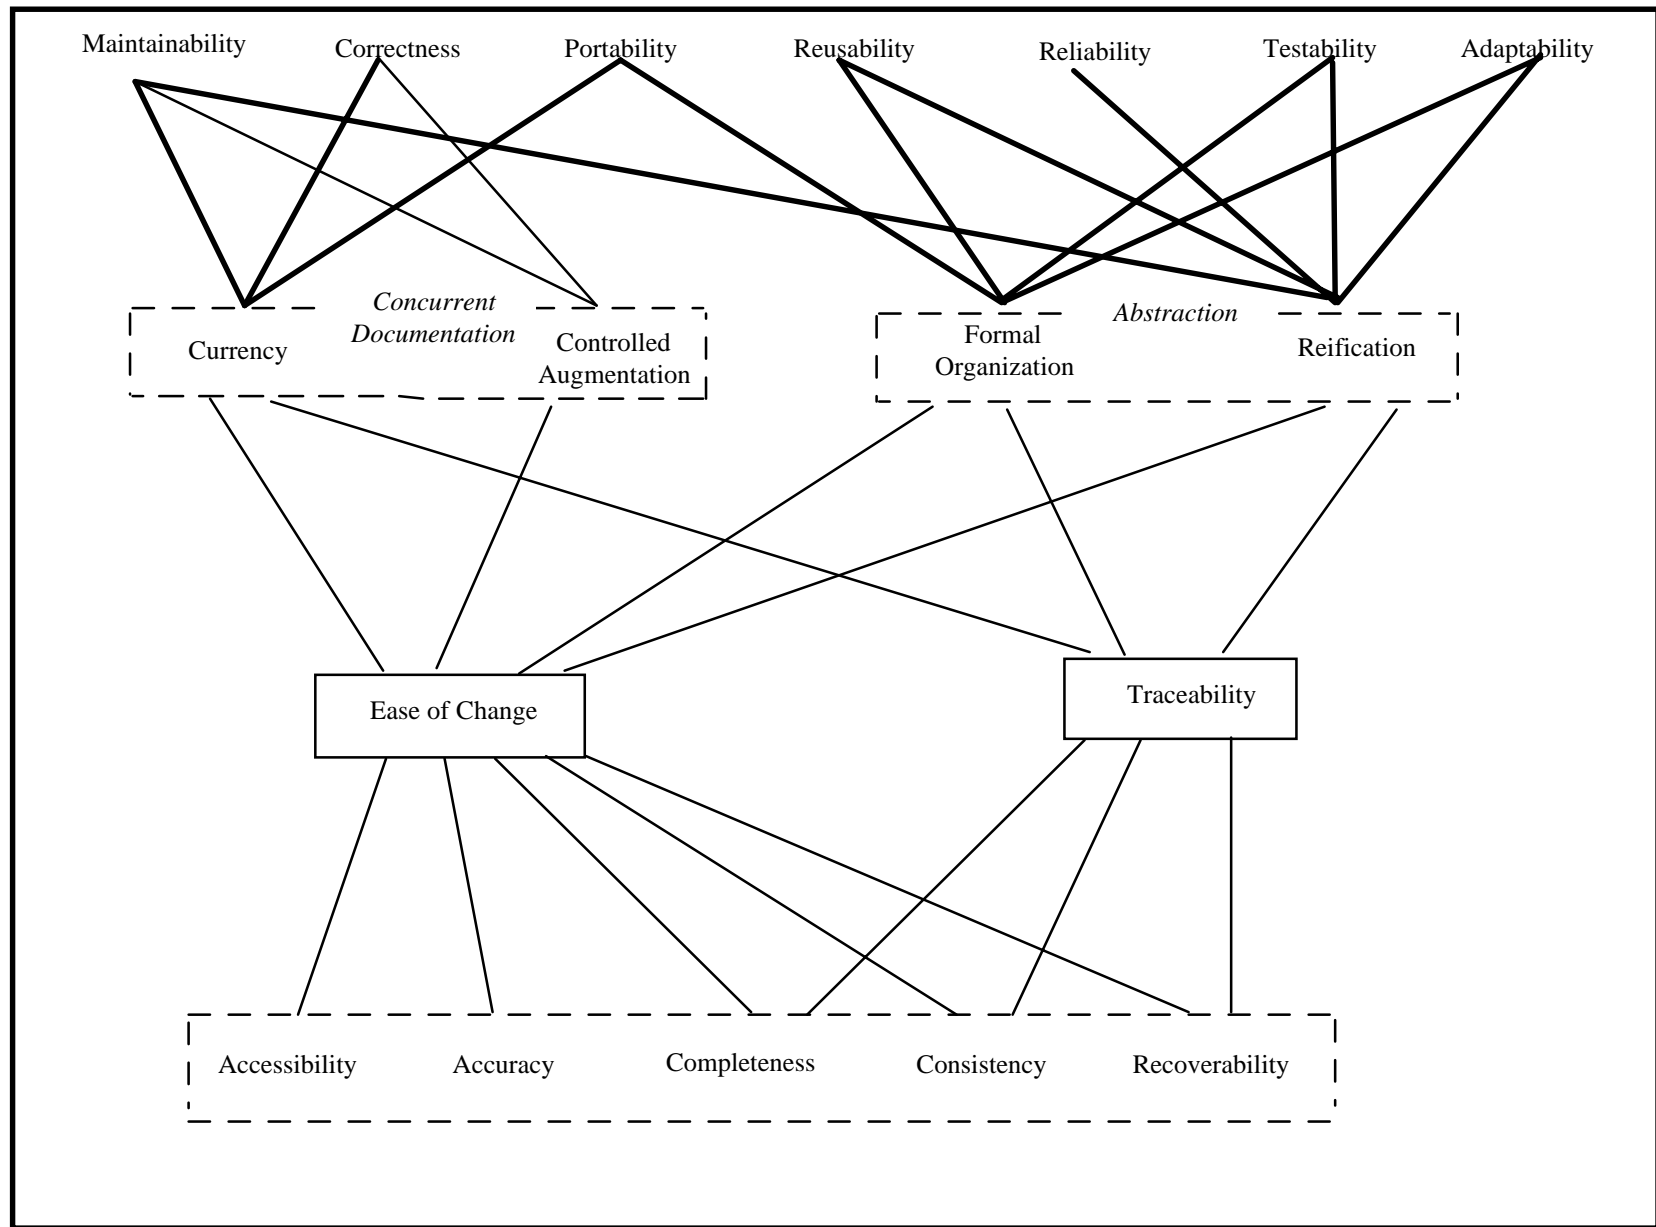 Maintainability
Correctness
Portability
Reusability
Reliability
Testability
Adaptability
Concurrent
Documentation
Currency
Controlled
Augmentation
Abstraction
Formal
Organization
Reification
Ease of Change
Traceability
Accessibility
Accuracy
Completeness
Consistency
Recoverability